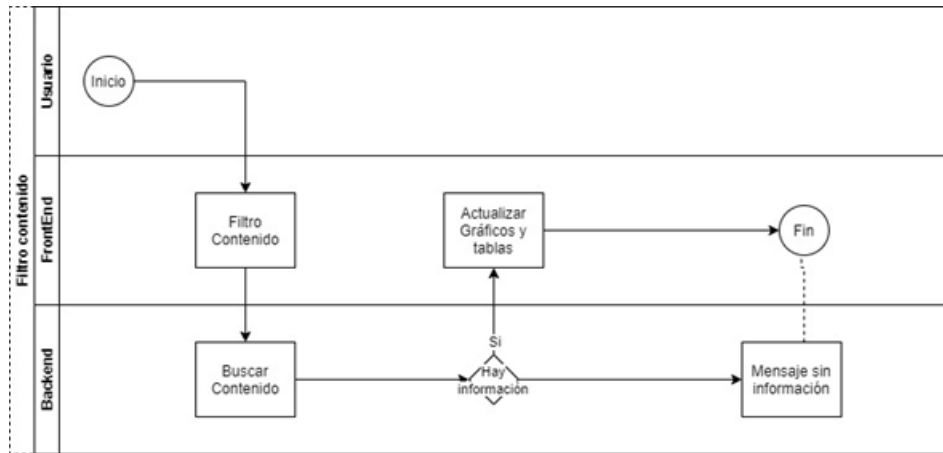 Filtro contenido
Usuario
Inicio
FrontEnd
Filtro
Contenido
Actualizar
Gráficos y
tablas
Fin
Backend
Buscar
Contenido
Si
Hay
información
Mensaje sin
información